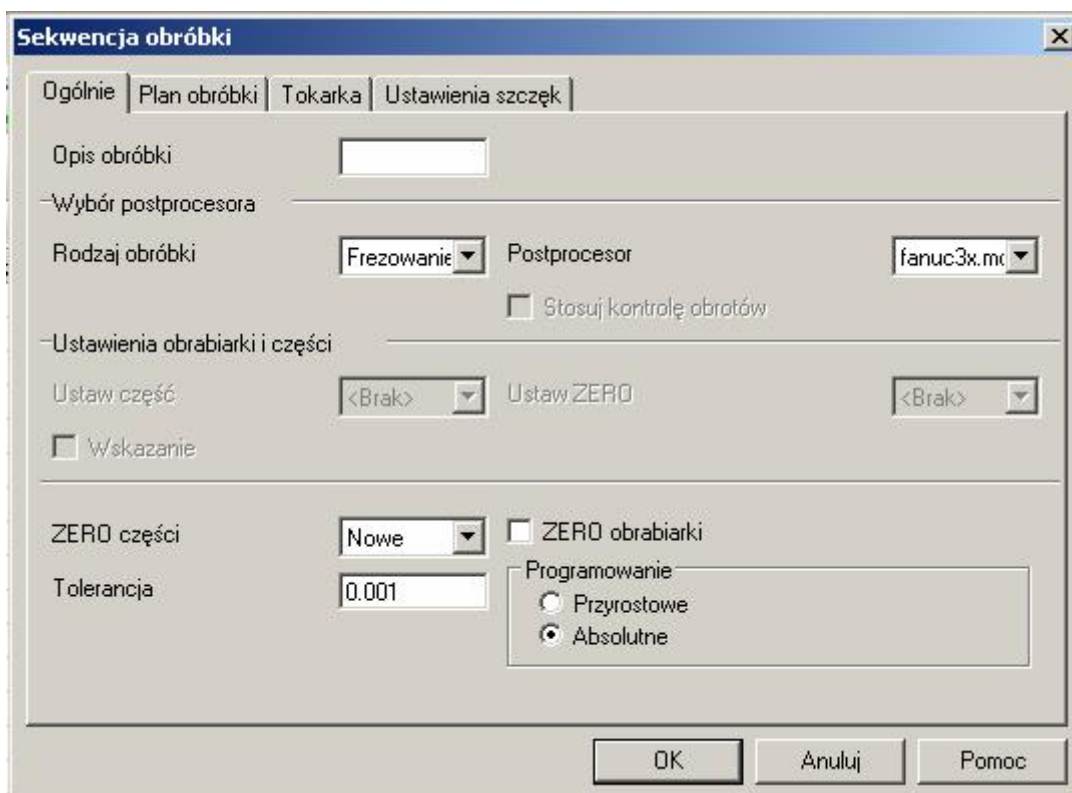 Sekwencja obróbki
Ogólnie Plan obróbki Tokarka Ustawienia szczęk
Opis obróbki
Wybór postprocesora
Rodzaj obróbki Frezowanie Postprocesor fanuc3x.mc
Stosuj kontrolę obrotów
Ustawienia obrabiarki i części
Ustaw część <Brak> Ustaw ZERO <Brak>
Wskazanie
ZERO części Nowe ZERO obrabiarki
Tolerancja 0.001 Programowanie
Przyrostowe
Absolutne
OK Anuluj Pomoc